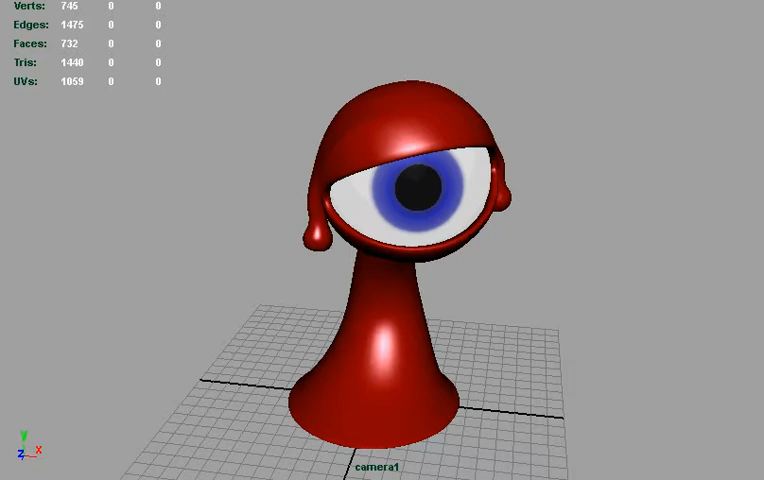 Verts: 745 0 0
Edges: 1475 0 0
Faces: 732 0 0
Tris: 1440 0 0
UVs: 1059 0 0
y
z x
camera1